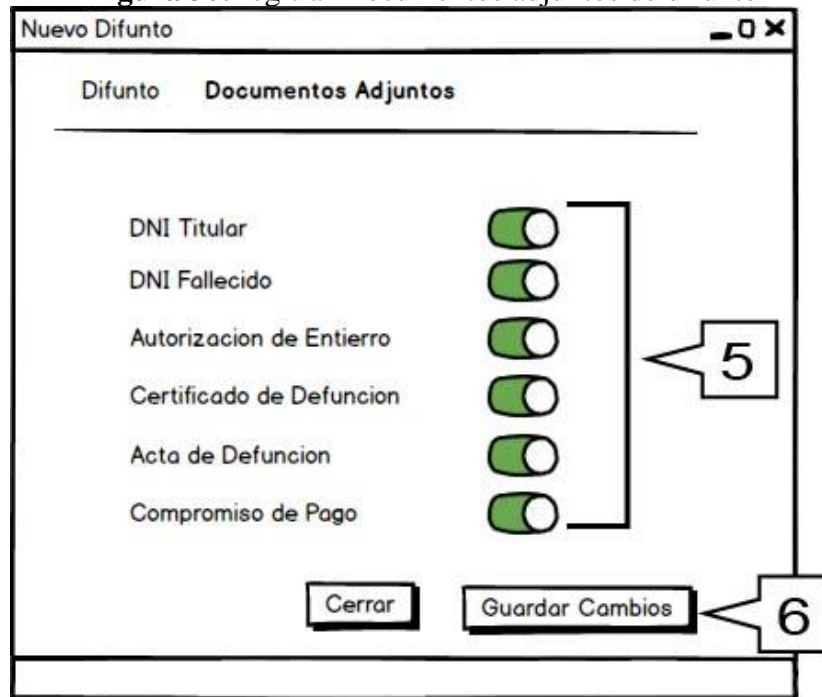 Nuevo Difunto
Difunto Documentos Adjuntos
DNI Titular
DNI Fallecido
Autorizacion de Entierro
5
Certificado de Defuncion
Acta de Defuncion
Compromiso de Pago
Cerrar Guardar Cambios 6